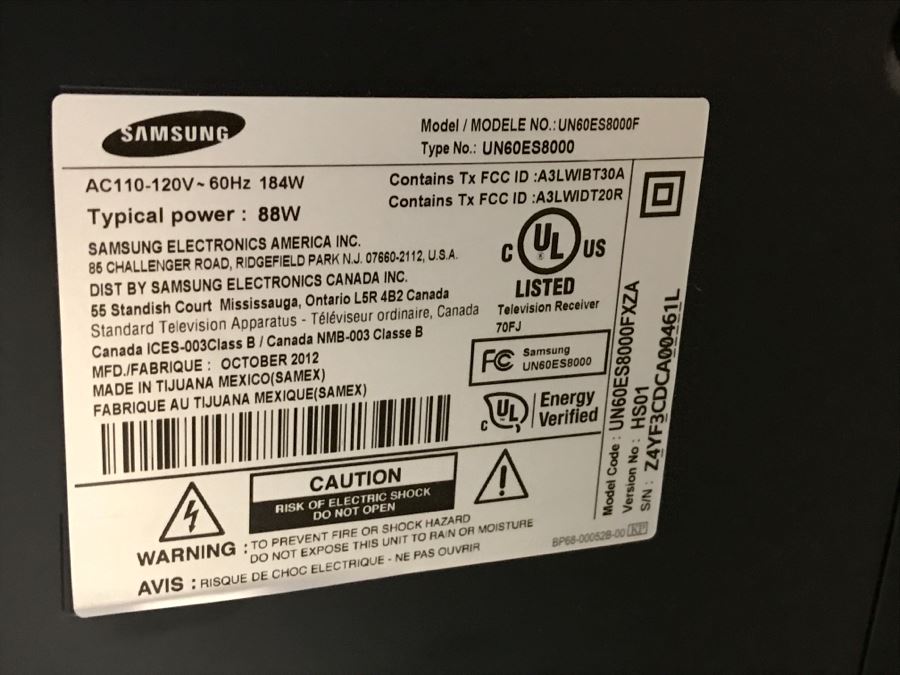 SAMSUNG
Model / MODELE NO.: UN60ES8000F
Type No.: UN60ES8000
AC110-120V~ 60Hz 184W
Typical power : 88W
Contains Tx FCC ID :A3LWIBT30A
Contains Tx FCC ID :A3LWIDT20R
SAMSUNG ELECTRONICS AMERICA INC.
85 CHALLENGER ROAD, RIDGEFIELD PARK N.J. 07660-2112, U.S.A.
DIST BY SAMSUNG ELECTRONICS CANADA INC.
55 Standish Court Mississauga, Ontario L5R 4B2 Canada
Standard Television Apparatus - Téléviseur ordinaire, Canada
Canada ICES-003Class B / Canada NMB-003 Classe B
MFD./FABRIQUE : OCTOBER 2012
MADE IN TIJUANA MEXICO(SAMEX)
FABRIQUE AU TIJUANA MEXIQUE(SAMEX)
C UL US
LISTED
Television Receiver
70FJ
FC Samsung
UN60ES8000
C UL Energy
Verified
CAUTION
RISK OF ELECTRIC SHOCK
DO NOT OPEN
WARNING : TO PREVENT FIRE OR SHOCK HAZARD
DO NOT EXPOSE THIS UNIT TO RAIN OR MOISTURE
AVIS : RISQUE DE CHOC ELECTRIQUE - NE PAS OUVRIR
BP68-00052B-00 KP
Model Code : UN60ES8000FXZA
Version No : HS01
S/N : Z4YF3CDCA00461L